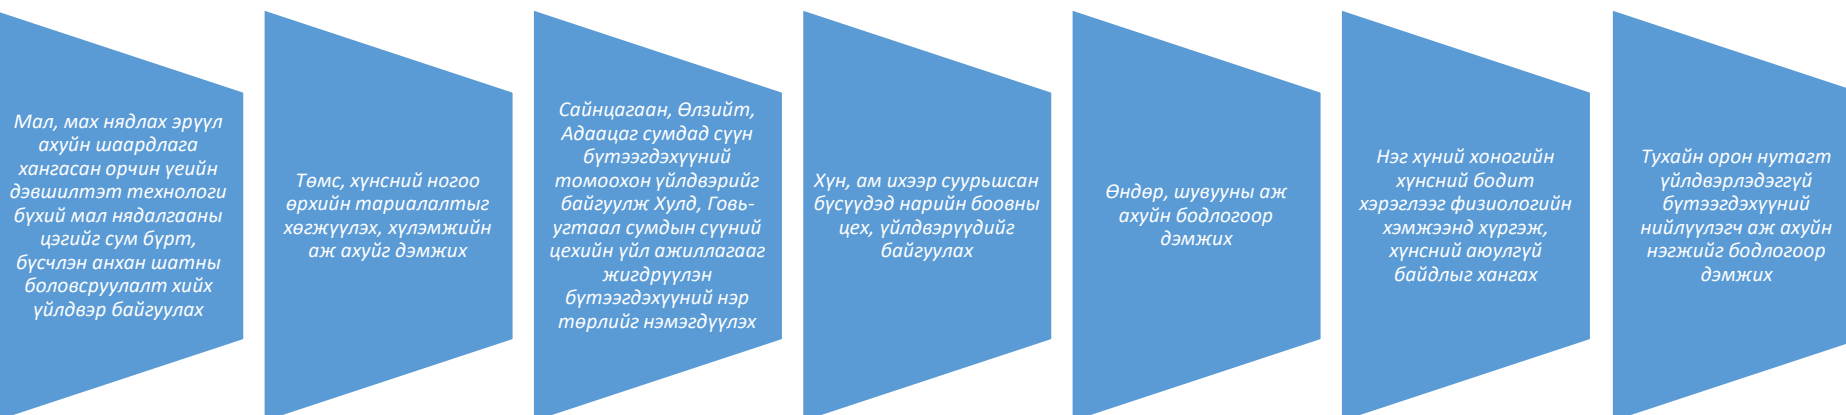 Мал, мах нядлах эрүүл
ахуйн шаардлага
хангасан орчин үеийн
дэвшилтэт технологи
бүхий мал нядалгааны
цэгийг сум бүрт,
бүсчлэн анхан шатны
боловсруулалт хийх
үйлдвэр байгуулах
Төмс, хүнсний ногоо
өрхийн тариалалтыг
хөгжүүлэх, хүлэмжийн
аж ахуйг дэмжих
Сайнцагаан, Өлзийт,
Адаацаг сумдад сүүн
бүтээгдэхүүний
томоохон үйлдвэрийг
байгуулж Хулд, Говь-
угтаал сумдын сүүний
цехийн үйл ажиллагааг
жигдрүүлэн
бүтээгдэхүүний нэр
төрлийг нэмэгдүүлэх
Хүн, ам ихээр суурьшсан
бүсүүдэд нарийн боовны
цех, үйлдвэрүүдийг
байгуулах
Өндөр, шувууны аж
ахуйн бодлогоор
дэмжих
Нэг хүний хоногийн
хүнсний бодит
хэрэглээг физиологийн
хэмжээнд хүргэж,
хүнсний аюулгүй
байдлыг хангах
Тухайн орон нутагт
үйлдвэрлэдэггүй
бүтээгдэхүүний
нийлүүлэгч аж ахуйн
нэгжийг бодлогоор
дэмжих